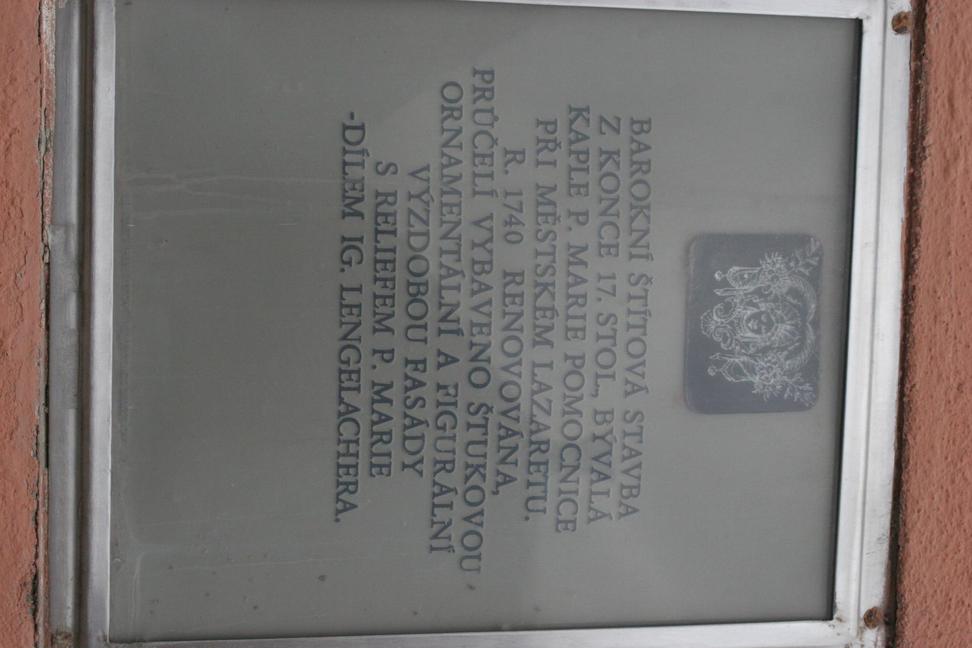 BAROKNÍ ŠTÍTOVÁ STAVBA
Z KONCE 17. STOL., BÝVALÁ
KAPLE P. MARIE POMOCNICE
PŘI MĚSTSKÉM LAZARETU.
R. 1740 RENOVOVÁNA,
PRŮČELÍ VYBAVENO ŠTUKOVOU
ORNAMENTÁLNÍ A FIGURÁLNÍ
VÝZDOBOU FASÁDY
S RELIEFEM P. MARIE
-DÍLEM IG. LENGELACHERA.